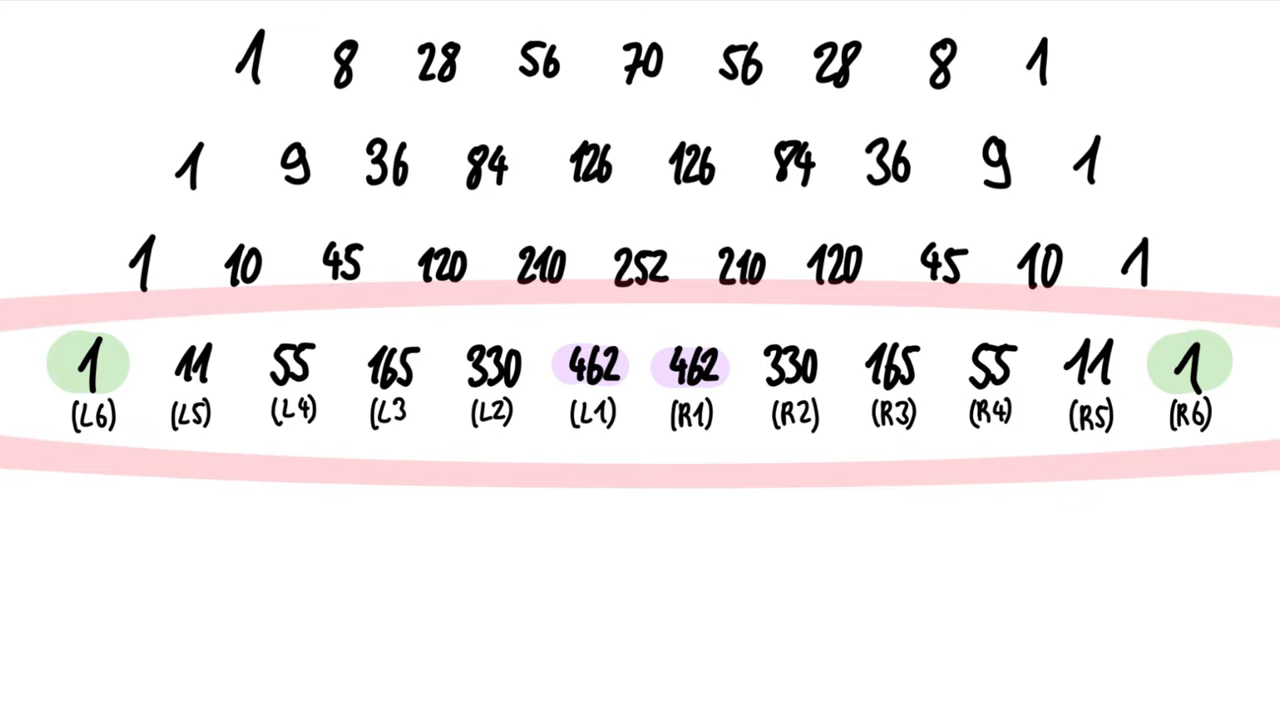 1 8 28 56 70 56 28 8 1
1 9 36 84 126 126 84 36 9 1
1 10 45 120 210 252 210 120 45 10 1
1 11 55 165 330 462 462 330 165 55 11 1
(L6) (L5) (L4) (L3 (L2) (L1) (R1) (R2) (R3) (R4) (R5) (R6)